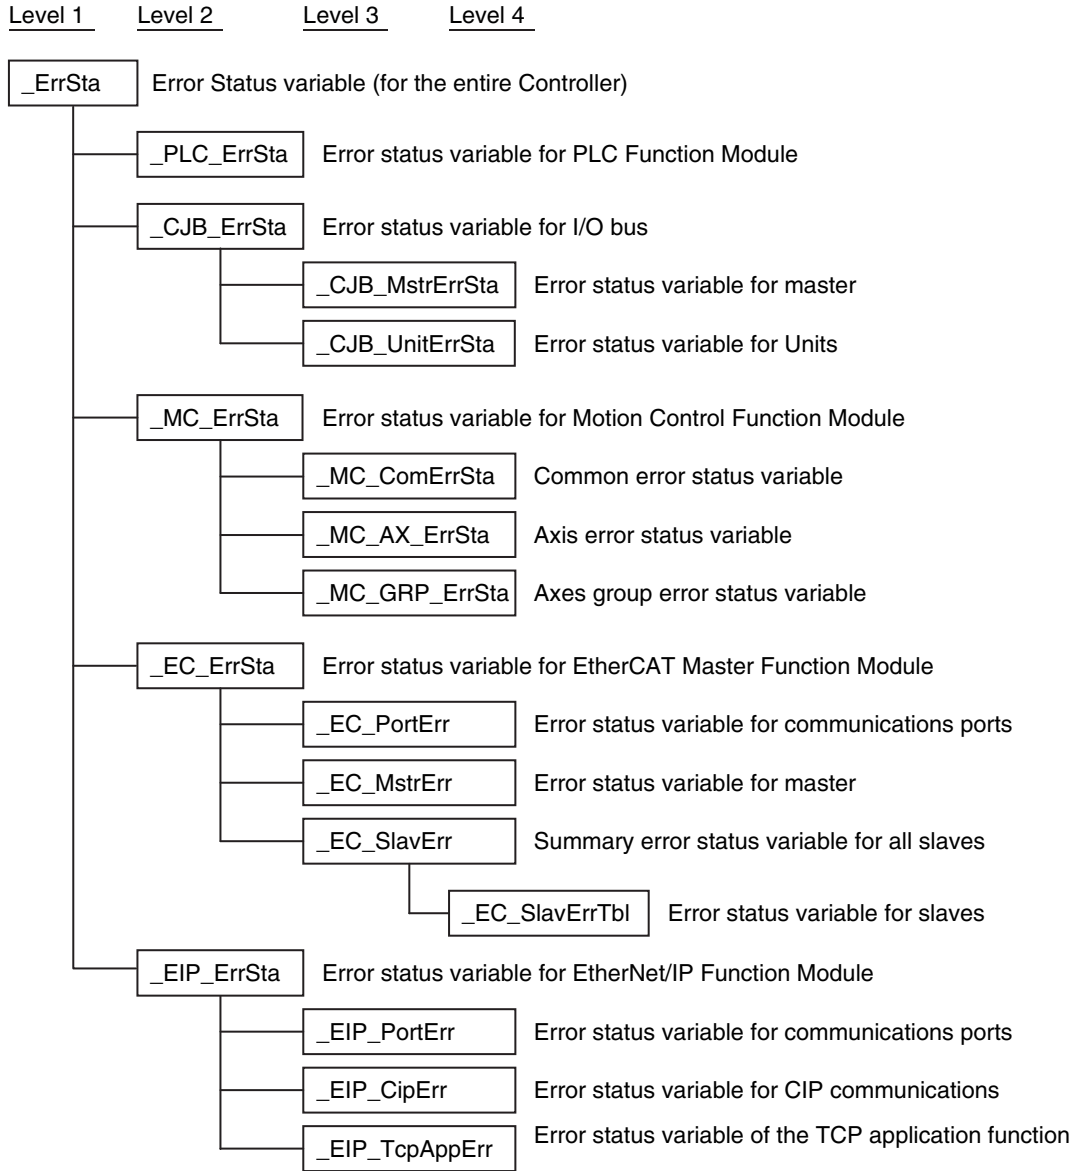 Level 1 Level 2 Level 3 Level 4
_ErrSta Error Status variable (for the entire Controller)
_PLC_ErrSta Error status variable for PLC Function Module
_CJB_ErrSta Error status variable for I/O bus
_CJB_MstrErrSta Error status variable for master
_CJB_UnitErrSta Error status variable for Units
_MC_ErrSta Error status variable for Motion Control Function Module
_MC_ComErrSta Common error status variable
_MC_AX_ErrSta Axis error status variable
_MC_GRP_ErrSta Axes group error status variable
_EC_ErrSta Error status variable for EtherCAT Master Function Module
_EC_PortErr Error status variable for communications ports
_EC_MstrErr Error status variable for master
_EC_SlavErr Summary error status variable for all slaves
_EC_SlavErrTbl Error status variable for slaves
_EIP_ErrSta Error status variable for EtherNet/IP Function Module
_EIP_PortErr Error status variable for communications ports
_EIP_CipErr Error status variable for CIP communications
_EIP_TcpAppErr Error status variable of the TCP application function